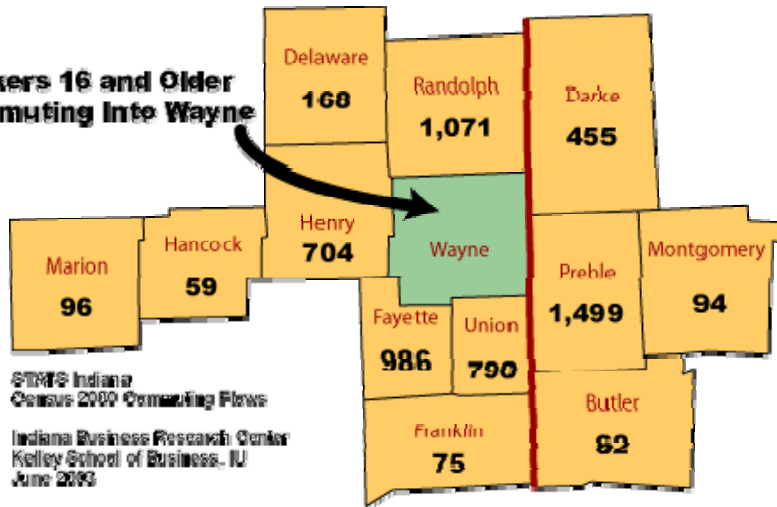 kers 16 and Older
muting Into Wayne
Delaware
168
Randolph
1,071
Darke
455
Henry
704
Wayne
Hancock
59
Marion
96
Preble
1,499
Montgomery
94
Fayette
986
Union
790
Butler
Franklin
75
STATS Indiana
Census 2000 Commuting Flows
Indiana Business Research Center
Kelley School of Business, IU
June 2003